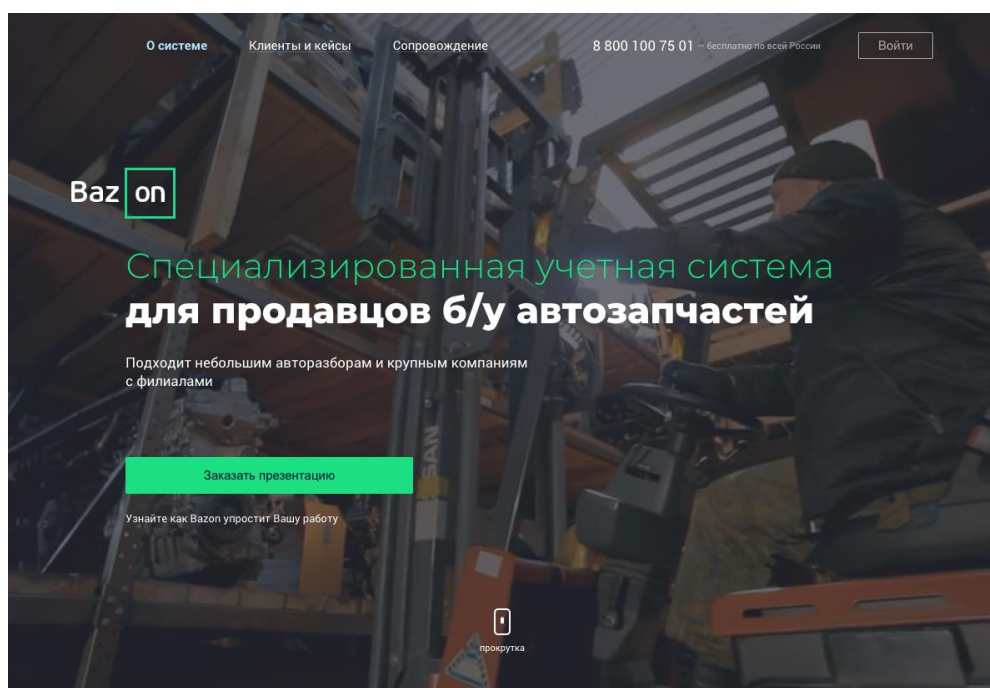 О системе
Клиенты и кейсы
Сопровождение
8 800 100 75 01 – бесплатно по всей России
Войти
Baz on
Специализированная учетная система
для продавцов б/у автозапчастей
Подходит небольшим авторазборам и крупным компаниям
с филиалами
Заказать презентацию
Узнайте как Bazon упростит Вашу работу
прокрутка